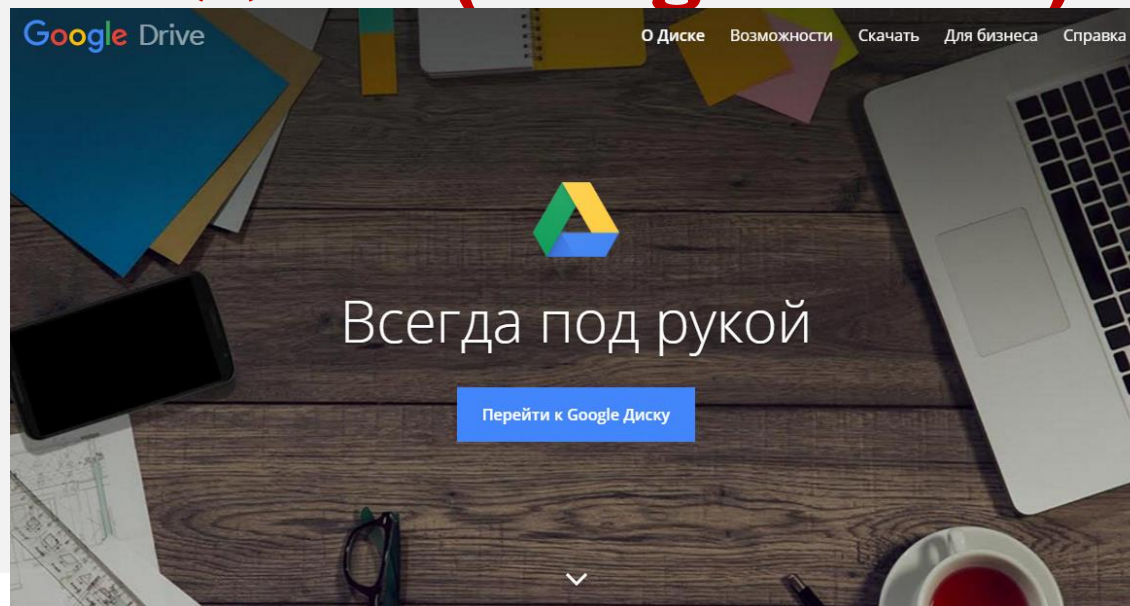 Google Drive
О Диске Возможности Скачать Для бизнеса Справка
Всегда под рукой
Перейти к Google Диску